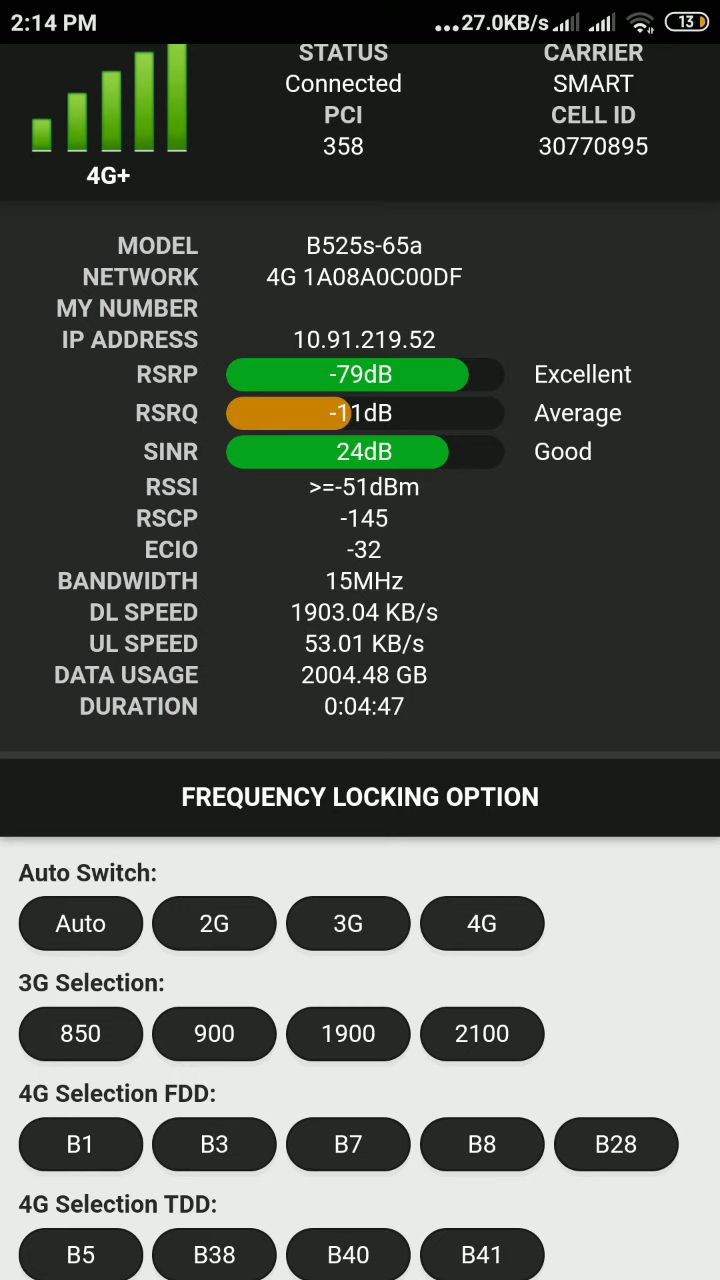 2:14 PM ...27.0KB/s 13
STATUS CARRIER
Connected SMART
PCI CELL ID
358 30770895
4G+
MODEL B525s-65a
NETWORK 4G 1A08A0C00DF
MY NUMBER
IP ADDRESS 10.91.219.52
RSRP -79dB Excellent
RSRQ -11dB Average
SINR 24dB Good
RSSI >=-51dBm
RSCP -145
ECIO -32
BANDWIDTH 15MHz
DL SPEED 1903.04 KB/s
UL SPEED 53.01 KB/s
DATA USAGE 2004.48 GB
DURATION 0:04:47
FREQUENCY LOCKING OPTION
Auto Switch:
Auto 2G 3G 4G
3G Selection:
850 900 1900 2100
4G Selection FDD:
B1 B3 B7 B8 B28
4G Selection TDD:
B5 B38 B40 B41